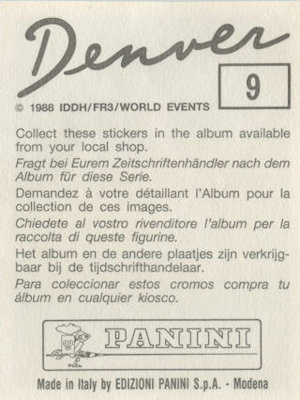 Denver
9
© 1988 IDDH/FR3/WORLD EVENTS
Collect these stickers in the album available
from your local shop.
Fragt bei Eurem Zeitschriftenhändler nach dem
Album für diese Serie.
Demandez à votre détaillant l'Album pour la
collection de ces images.
Chiedete al vostro rivenditore l'album per la
raccolta di queste figurine.
Het album en de andere plaatjes zijn verkrijg-
baar bij de tijdschrifthandelaar.
Para coleccionar estos cromos compra tu
álbum en cualquier kiosco.
PANINI
Made in Italy by EDIZIONI PANINI S.p.A. - Modena